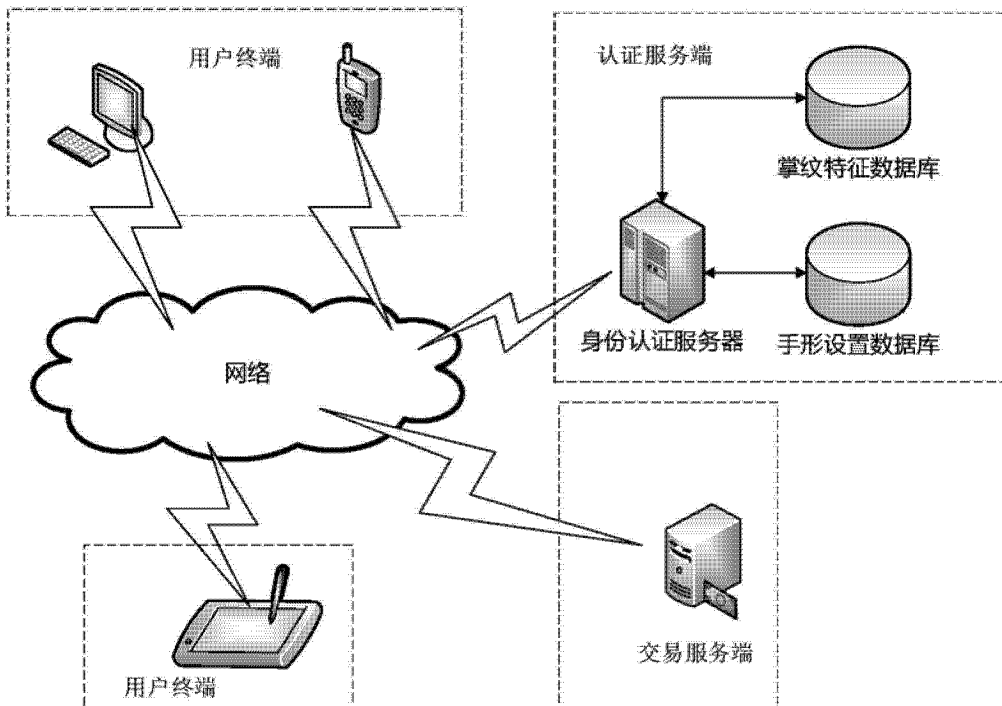 用户终端
认证服务端
掌纹特征数据库
身份认证服务器
手形设置数据库
网络
交易服务端
用户终端